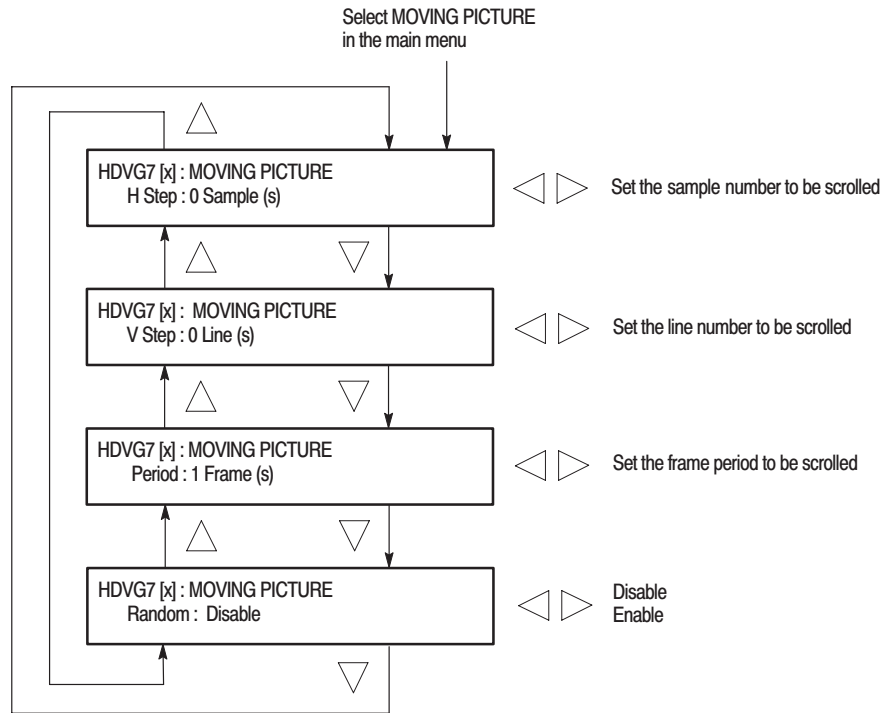 Select MOVING PICTURE
in the main menu
HDVG7 [x] : MOVING PICTURE
H Step : 0 Sample (s)
Set the sample number to be scrolled
HDVG7 [x] : MOVING PICTURE
V Step : 0 Line (s)
Set the line number to be scrolled
HDVG7 [x] : MOVING PICTURE
Period : 1 Frame (s)
Set the frame period to be scrolled
HDVG7 [x] : MOVING PICTURE
Random : Disable
Disable
Enable